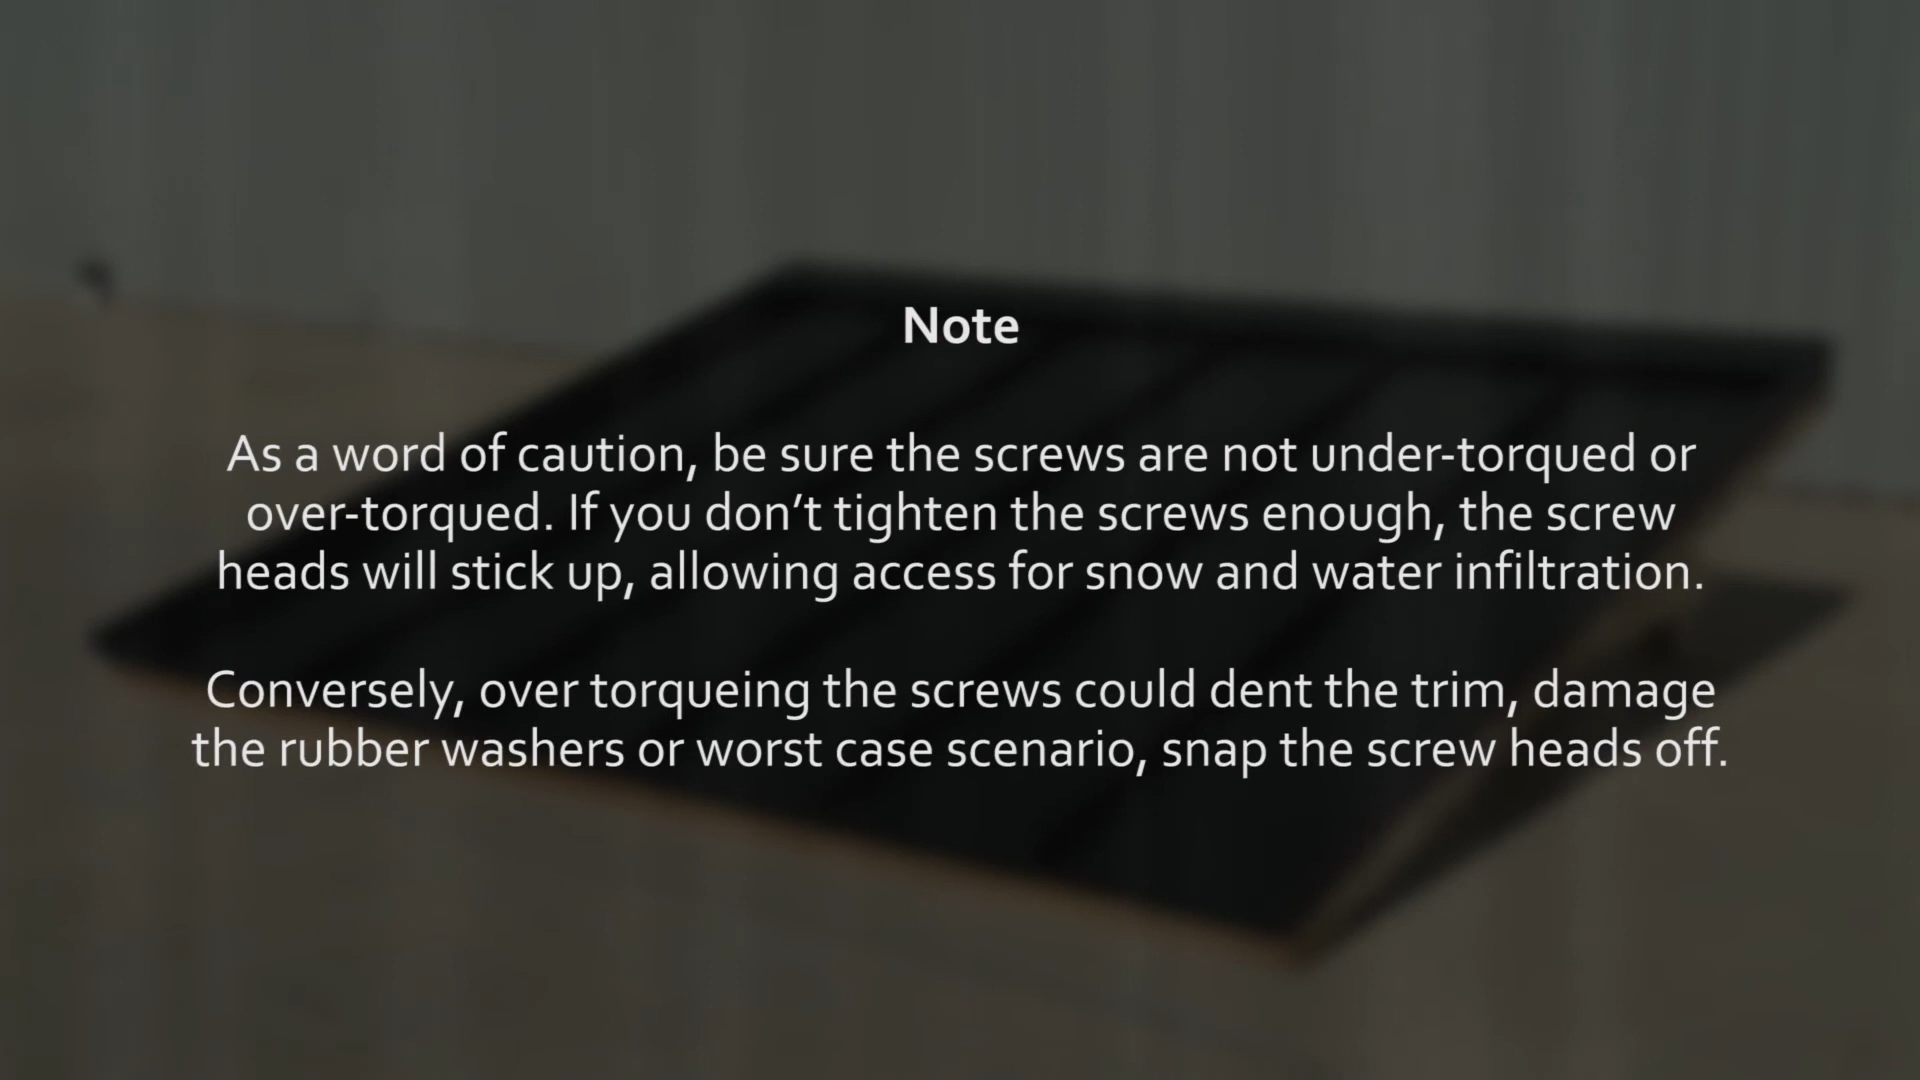 Note
As a word of caution, be sure the screws are not under-torqued or
over-torqued. If you don’t tighten the screws enough, the screw
heads will stick up, allowing access for snow and water infiltration.
Conversely, over torqueing the screws could dent the trim, damage
the rubber washers or worst case scenario, snap the screw heads off.